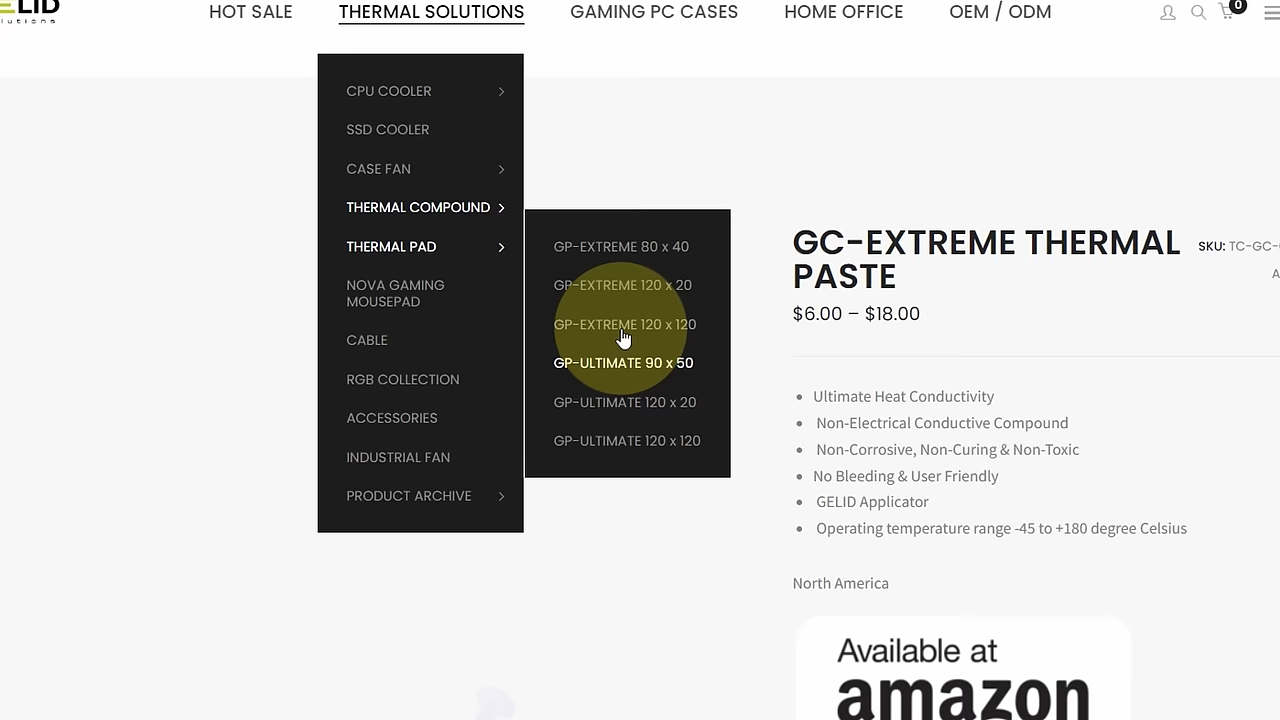 ELID
solutions
HOT SALE
THERMAL SOLUTIONS
GAMING PC CASES
HOME OFFICE
OEM / ODM
0
CPU COOLER
SSD COOLER
CASE FAN
THERMAL COMPOUND
THERMAL PAD
NOVA GAMING
MOUSEPAD
CABLE
RGB COLLECTION
ACCESSORIES
INDUSTRIAL FAN
PRODUCT ARCHIVE
GP-EXTREME 80 x 40
GP-EXTREME 120 x 20
GP-EXTREME 120 x 120
GP-ULTIMATE 90 x 50
GP-ULTIMATE 120 x 20
GP-ULTIMATE 120 x 120
GC-EXTREME THERMAL
PASTE
SKU: TC-GC-
A
$6.00 – $18.00
• Ultimate Heat Conductivity
• Non-Electrical Conductive Compound
• Non-Corrosive, Non-Curing & Non-Toxic
• No Bleeding & User Friendly
• GELID Applicator
• Operating temperature range -45 to +180 degree Celsius
North America
Available at
amazon